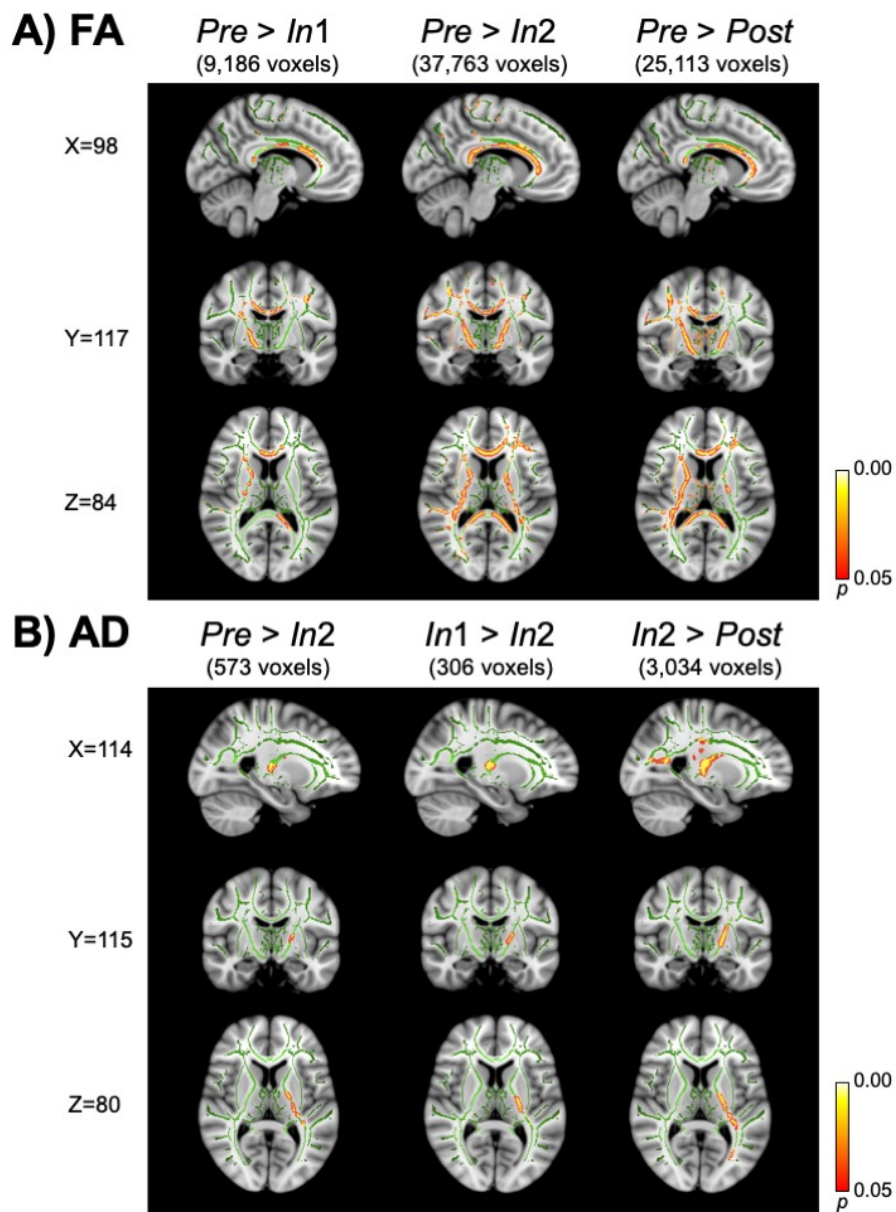 A) FA Pre > In1 Pre > In2 Pre > Post
(9,186 voxels) (37,763 voxels) (25,113 voxels)
X=98
Y=117
Z=84
0.00
0.05
p
B) AD Pre > In2 In1 > In2 In2 > Post
(573 voxels) (306 voxels) (3,034 voxels)
X=114
Y=115
Z=80
0.00
0.05
p